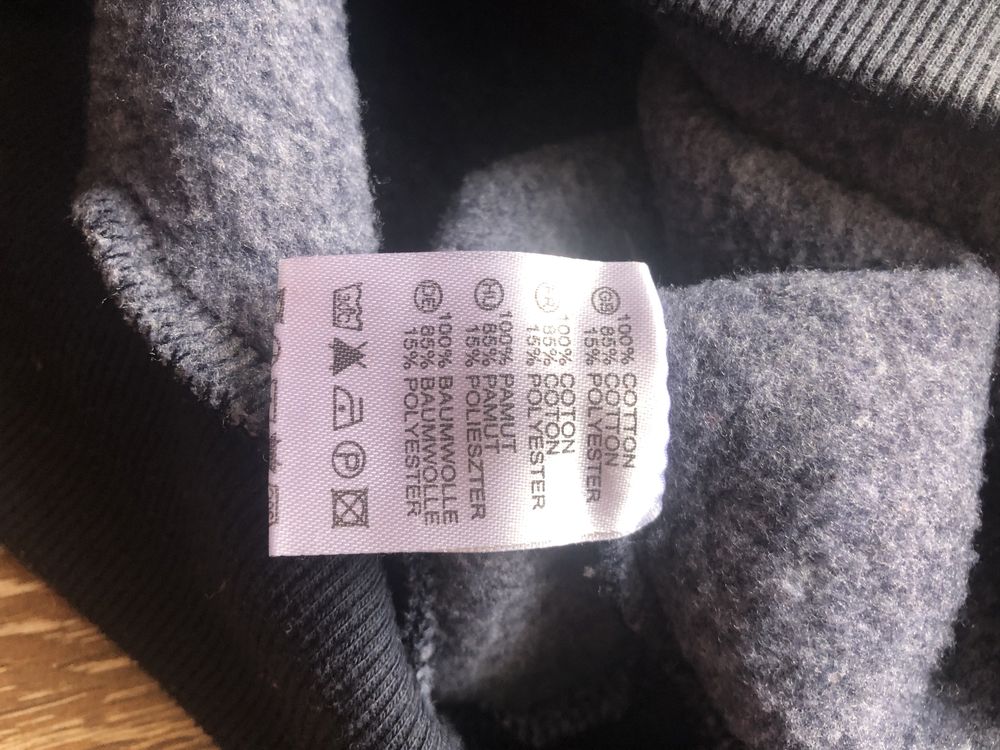 GB
100% COTTON
85% COTTON
15% POLYESTER
100% COTON
85% COTON
15% POLYESTER
HU
100% PAMUT
85% PAMUT
15% POLIESZTER
DE
100% BAUMWOLLE
85% BAUMWOLLE
15% POLYESTER
P